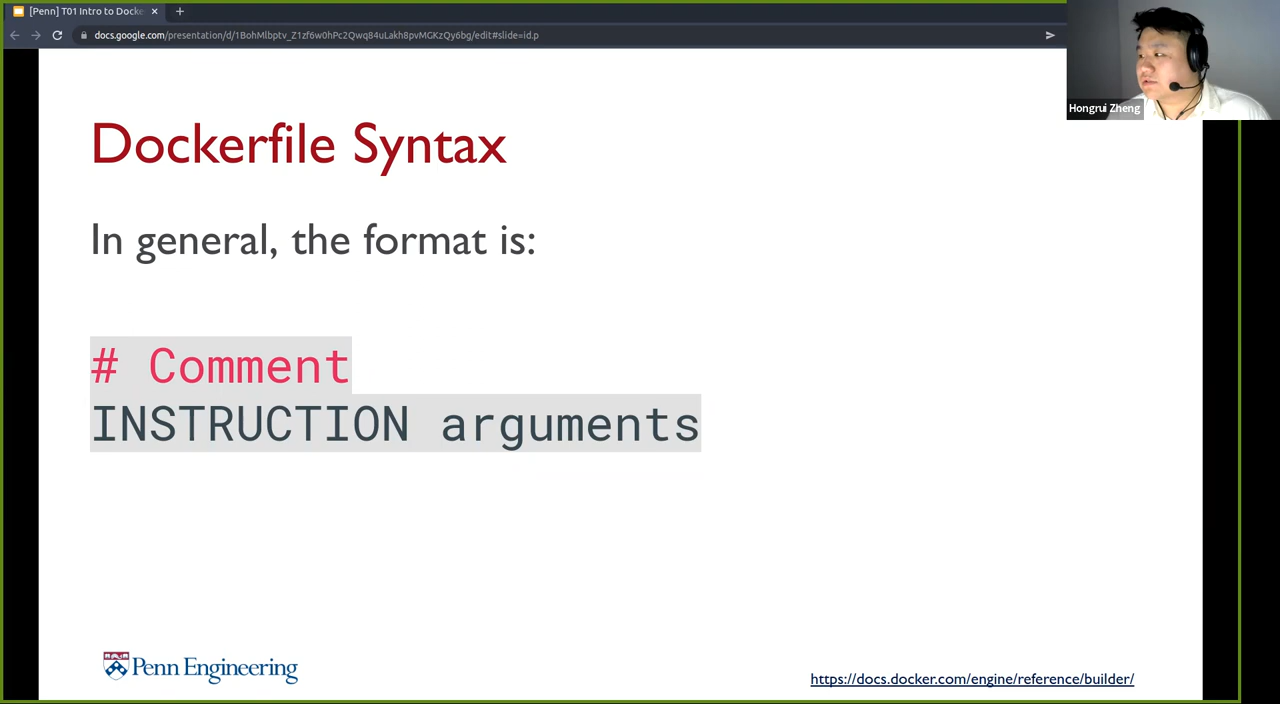 [Penn] T01 Intro to Docke
docs.google.com/presentation/d/1BohMlbptv_Z1zf6w0hPc2Qwq84uLakh8pvMGKzQy6bg/edit#slide=id.p
Hongrui Zheng
Dockerfile Syntax
In general, the format is:
# Comment
INSTRUCTION arguments
Penn Engineering
https://docs.docker.com/engine/reference/builder/